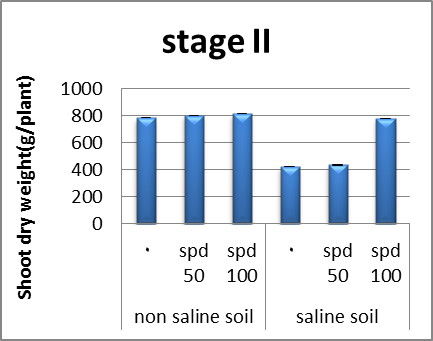 stage II
Shoot dry weight(g/plant)
1000
800
600
400
200
0
. spd 50 spd 100 . spd 50 spd 100
non saline soil saline soil